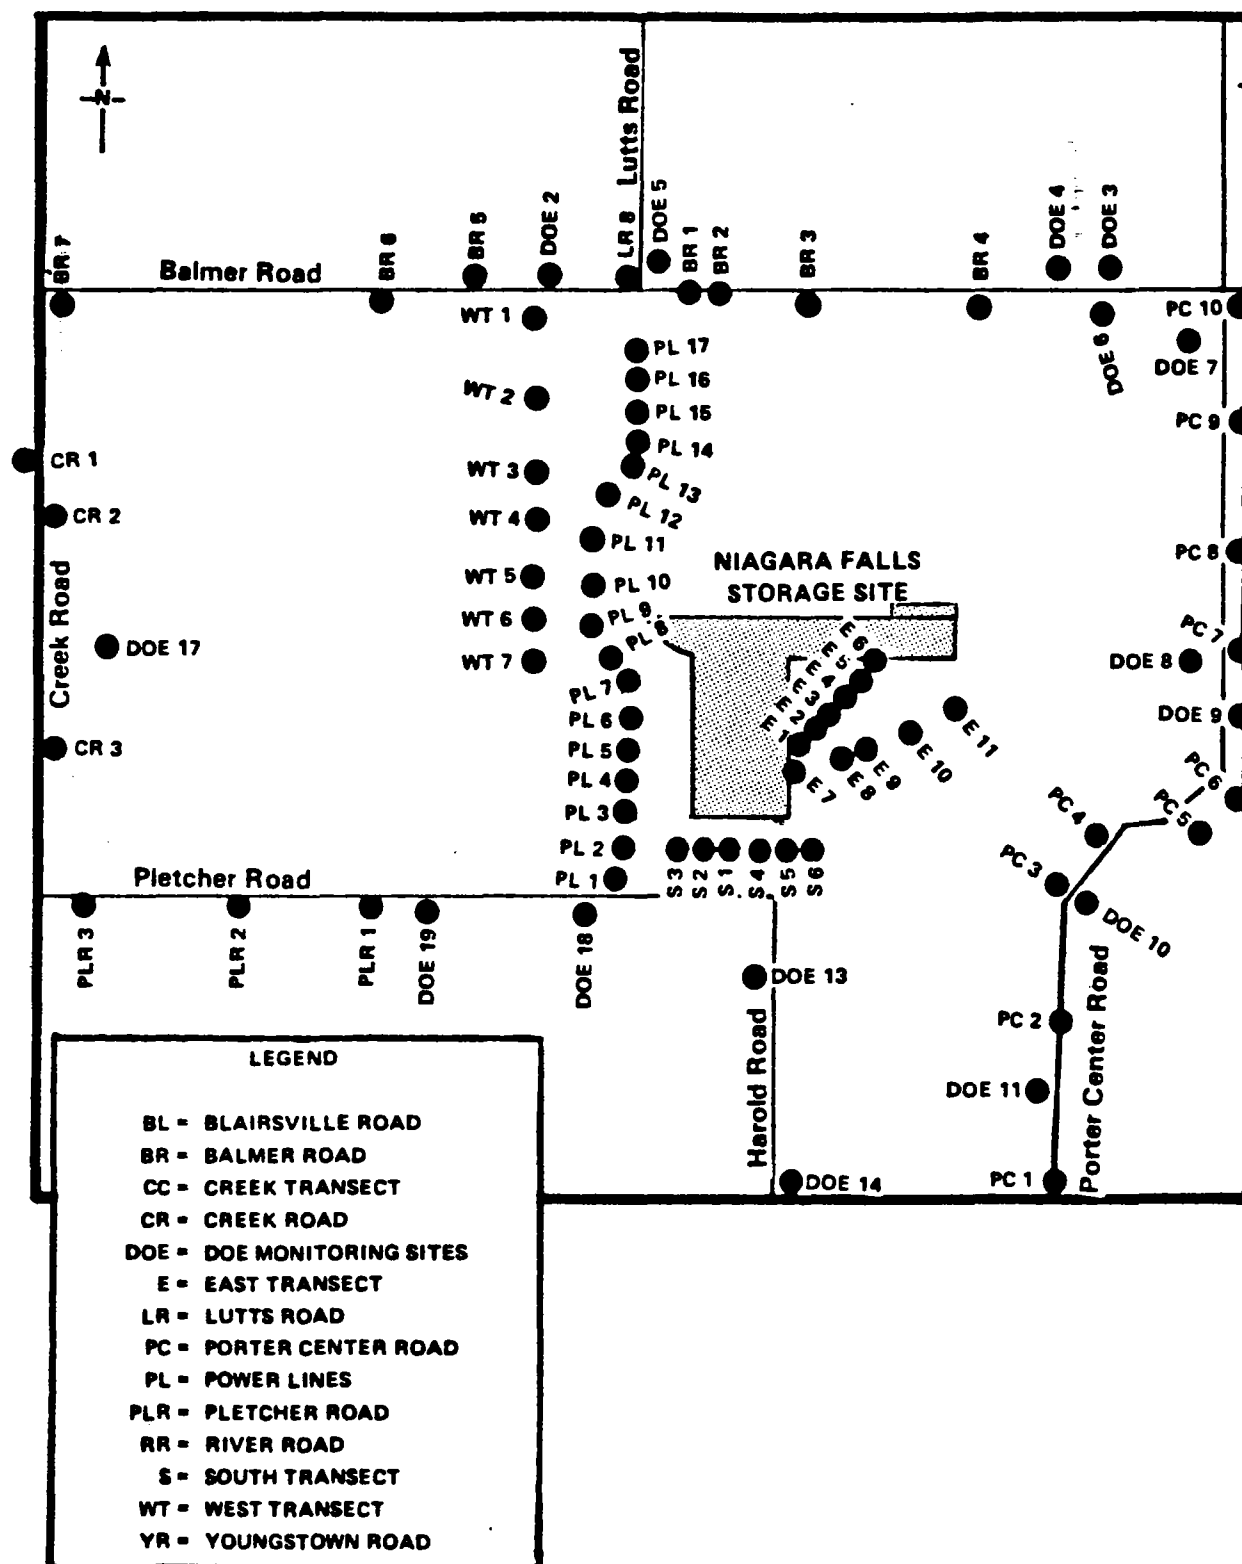 N
Lutts Road
BR 7
Balmer Road
BR 6
BR 5
DOE 2
LR 8
DOE 5
BR 1
BR 2
BR 3
BR 4
DOE 4
DOE 3
PC 10
DOE 6
DOE 7
WT 1
PL 17
PL 16
WT 2
PL 15
PC 9
PL 14
CR 1
WT 3
PL 13
PL 12
CR 2
WT 4
PL 11
PC 8
NIAGARA FALLS
STORAGE SITE
WT 5
PL 10
WT 6
PL 9
PL 8
Creek Road
DOE 17
WT 7
PL 7
E 6
E 5
E 4
E 3
E 2
E 1
PC 7
DOE 8
PL 6
DOE 9
E 11
E 10
CR 3
PL 5
E 9
E 8
E 7
PL 4
PC 6
PL 3
PC 5
PC 4
PL 2
PL 1
S 3
S 2
S 1
S 4
S 5
S 6
PC 3
Pletcher Road
PLR 3
PLR 2
PLR 1
DOE 19
DOE 18
DOE 10
DOE 13
Harold Road
PC 2
Porter Center Road
DOE 11
DOE 14
PC 1
LEGEND
BL = BLAIRSVILLE ROAD
BR = BALMER ROAD
CC = CREEK TRANSECT
CR = CREEK ROAD
DOE = DOE MONITORING SITES
E = EAST TRANSECT
LR = LUTTS ROAD
PC = PORTER CENTER ROAD
PL = POWER LINES
PLR = PLETCHER ROAD
RR = RIVER ROAD
S = SOUTH TRANSECT
WT = WEST TRANSECT
YR = YOUNGSTOWN ROAD